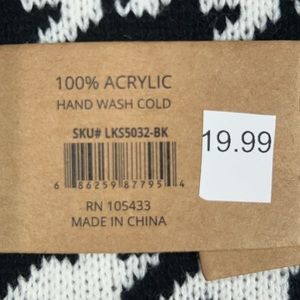 100% ACRYLIC
HAND WASH COLD
SKU# LKS5032-BK
19.99
6 86259 87795 4
RN 105433
MADE IN CHINA